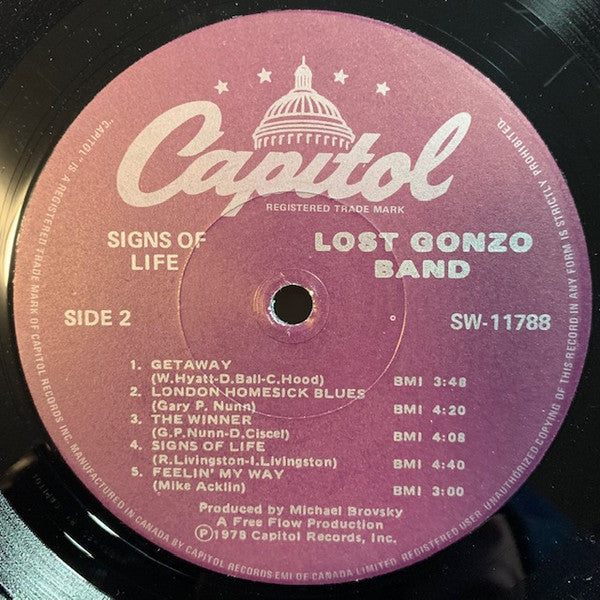 Capitol
REGISTERED TRADE MARK
SIGNS OF
LIFE
LOST GONZO
BAND
SIDE 2
SW-11788
1. GETAWAY
(W.Hyatt-D.Ball-C.Hood) BMI 3:48
2. LONDON HOMESICK BLUES
(Gary P. Nunn) BMI 4:20
3. THE WINNER
(G.P.Nunn-D.Ciscel) BMI 4:08
4. SIGNS OF LIFE
(R.Livingston-I.Livingston) BMI 4:40
5. FEELIN' MY WAY
(Mike Acklin) BMI 3:00
Produced by Michael Brovsky
A Free Flow Production
Ⓟ1978 Capitol Records, Inc.
"CAPITOL" IS A REGISTERED TRADE MARK OF CAPITOL RECORDS INC. MANUFACTURED IN CANADA BY CAPITOL RECORDS EMI OF CANADA LIMITED. REGISTERED USER. UNAUTHORIZED COPYING OF THIS RECORD IN ANY FORM IS STRICTLY PROHIBITED.